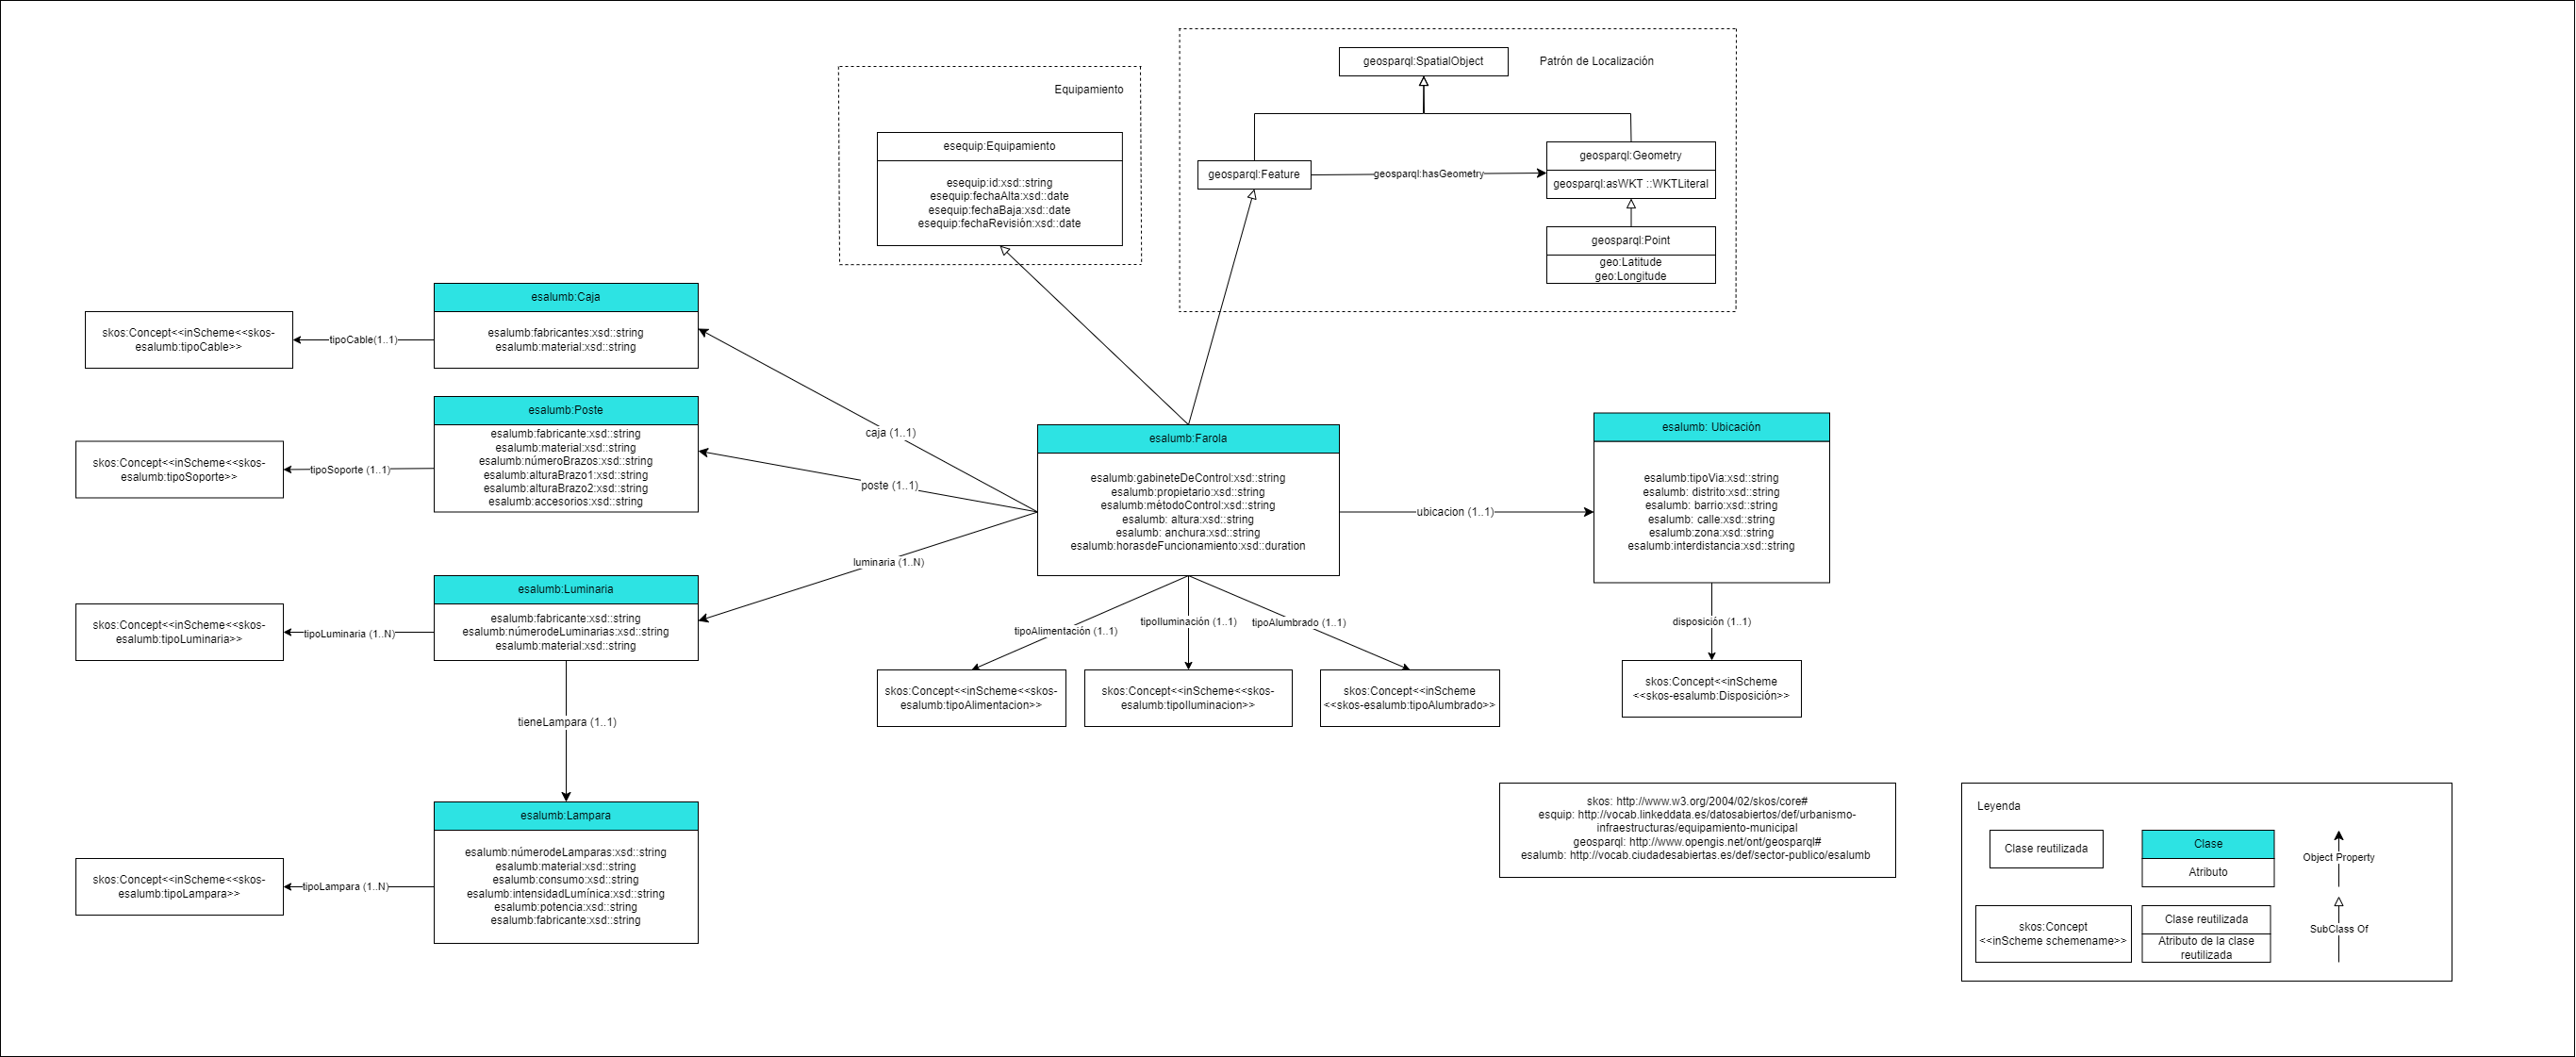 geosparql:SpatialObject
Patrón de Localización
Equipamiento
esequip:Equipamiento
esequip:id:xsd::string
esequip:fechaAlta:xsd::date
esequip:fechaBaja:xsd::date
esequip:fechaRevisión:xsd::date
geosparql:Feature
geosparql:hasGeometry
geosparql:Geometry
geosparql:asWKT ::WKTLiteral
geosparql:Point
geo:Latitude
geo:Longitude
esalumb:Caja
esalumb:fabricantes:xsd::string
esalumb:material:xsd::string
tipoCable(1..1)
skos:Concept<<inScheme<<skos-
esalumb:tipoCable>>
esalumb:Poste
esalumb:fabricante:xsd::string
esalumb:material:xsd::string
esalumb:númeroBrazos:xsd::string
esalumb:alturaBrazo1:xsd::string
esalumb:alturaBrazo2:xsd::string
esalumb:accesorios:xsd::string
tipoSoporte (1..1)
skos:Concept<<inScheme<<skos-
esalumb:tipoSoporte>>
caja (1..1)
poste (1..1)
luminaria (1..N)
esalumb:Farola
esalumb:gabineteDeControl:xsd::string
esalumb:propietario:xsd::string
esalumb:métodoControl:xsd::string
esalumb: altura:xsd::string
esalumb: anchura:xsd::string
esalumb:horasdeFuncionamiento:xsd::duration
ubicacion (1..1)
esalumb: Ubicación
esalumb:tipoVia:xsd::string
esalumb: distrito:xsd::string
esalumb: barrio:xsd::string
esalumb: calle:xsd::string
esalumb:zona:xsd::string
esalumb:interdistancia:xsd::string
esalumb:Luminaria
esalumb:fabricante:xsd::string
esalumb:númerodeLuminarias:xsd::string
esalumb:material:xsd::string
tipoLuminaria (1..N)
skos:Concept<<inScheme<<skos-
esalumb:tipoLuminaria>>
tipoAlimentación (1..1)
tipoIluminación (1..1)
tipoAlumbrado (1..1)
disposición (1..1)
skos:Concept<<inScheme<<skos-
esalumb:tipoAlimentacion>>
skos:Concept<<inScheme<<skos-
esalumb:tipoIluminacion>>
skos:Concept<<inScheme
<<skos-esalumb:tipoAlumbrado>>
skos:Concept<<inScheme
<<skos-esalumb:Disposición>>
tieneLampara (1..1)
esalumb:Lampara
esalumb:númerodeLamparas:xsd::string
esalumb:material:xsd::string
esalumb:consumo:xsd::string
esalumb:intensidadLumínica:xsd::string
esalumb:potencia:xsd::string
esalumb:fabricante:xsd::string
tipoLampara (1..N)
skos:Concept<<inScheme<<skos-
esalumb:tipoLampara>>
skos: http://www.w3.org/2004/02/skos/core#
esquip: http://vocab.linkeddata.es/datosabiertos/def/urbanismo-
infraestructuras/equipamiento-municipal
geosparql: http://www.opengis.net/ont/geosparql#
esalumb: http://vocab.ciudadesabiertas.es/def/sector-publico/esalumb
Leyenda
Clase reutilizada
Clase
Atributo
Object Property
skos:Concept
<<inScheme schemename>>
Clase reutilizada
Atributo de la clase
reutilizada
SubClass Of